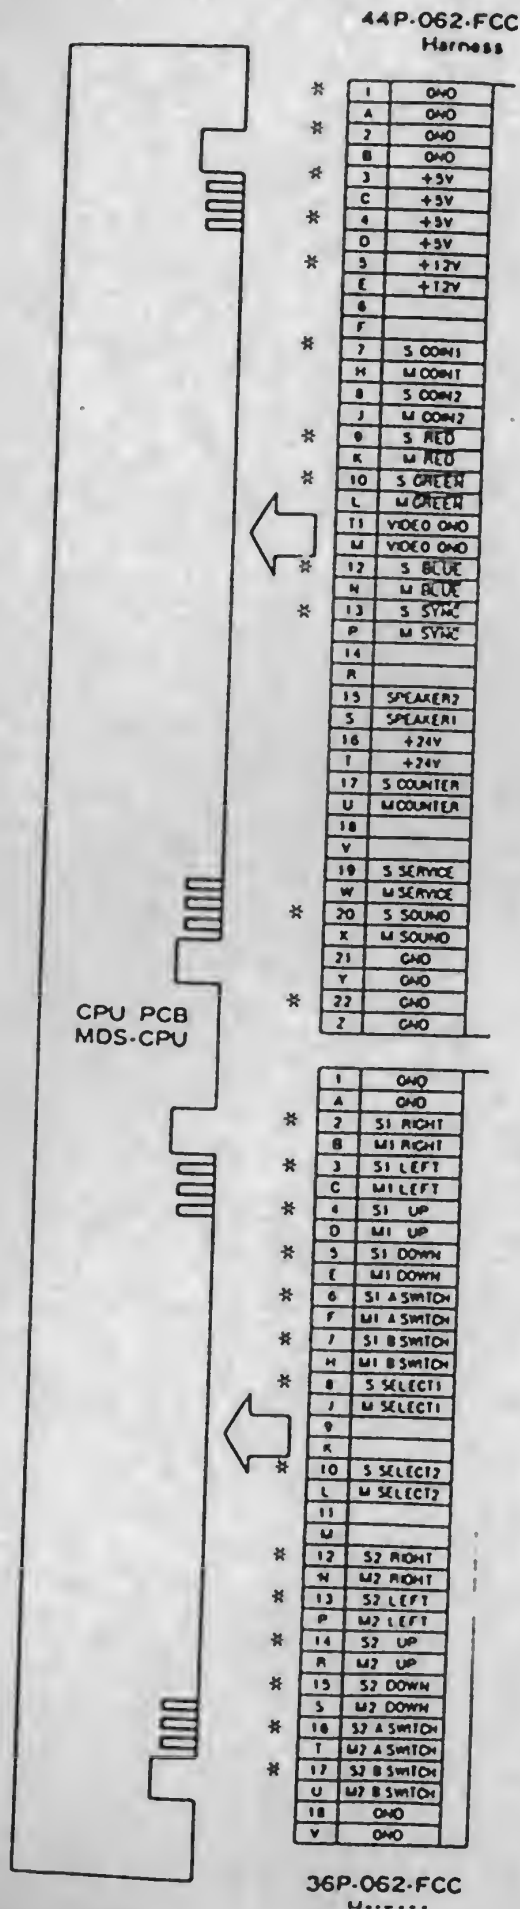 44P-062-FCC
Harness
* 1 GND
A GND
* 2 GND
B GND
* 3 +5V
C +5V
* 4 +5V
D +5V
* 5 +12V
E +12V
6
F
* 7 S COIN1
H M COIN1
8 S COIN2
J M COIN2
* 9 S RED
K M RED
* 10 S GREEN
L M GREEN
11 VIDEO GND
M VIDEO GND
* 12 S BLUE
N M BLUE
* 13 S SYNC
P M SYNC
14
R
15 SPEAKER2
S SPEAKER1
16 +24V
T +24V
17 S COUNTER
U M COUNTER
18
V
19 S SERVICE
W M SERVICE
* 20 S SOUND
X M SOUND
21 GND
Y GND
* 22 GND
Z GND
CPU PCB
MDS-CPU
1 GND
A GND
* 2 S1 RIGHT
B M1 RIGHT
* 3 S1 LEFT
C M1 LEFT
* 4 S1 UP
D M1 UP
* 5 S1 DOWN
E M1 DOWN
* 6 S1 A SWITCH
F M1 A SWITCH
* 7 S1 B SWITCH
H M1 B SWITCH
* 8 S SELECT1
J M SELECT1
9
K
* 10 S SELECT2
L M SELECT2
11
M
* 12 S2 RIGHT
N M2 RIGHT
* 13 S2 LEFT
P M2 LEFT
* 14 S2 UP
R M2 UP
* 15 S2 DOWN
S M2 DOWN
* 16 S2 A SWITCH
T M2 A SWITCH
* 17 S2 B SWITCH
U M2 B SWITCH
18 GND
V GND
36P-062-FCC
Harness